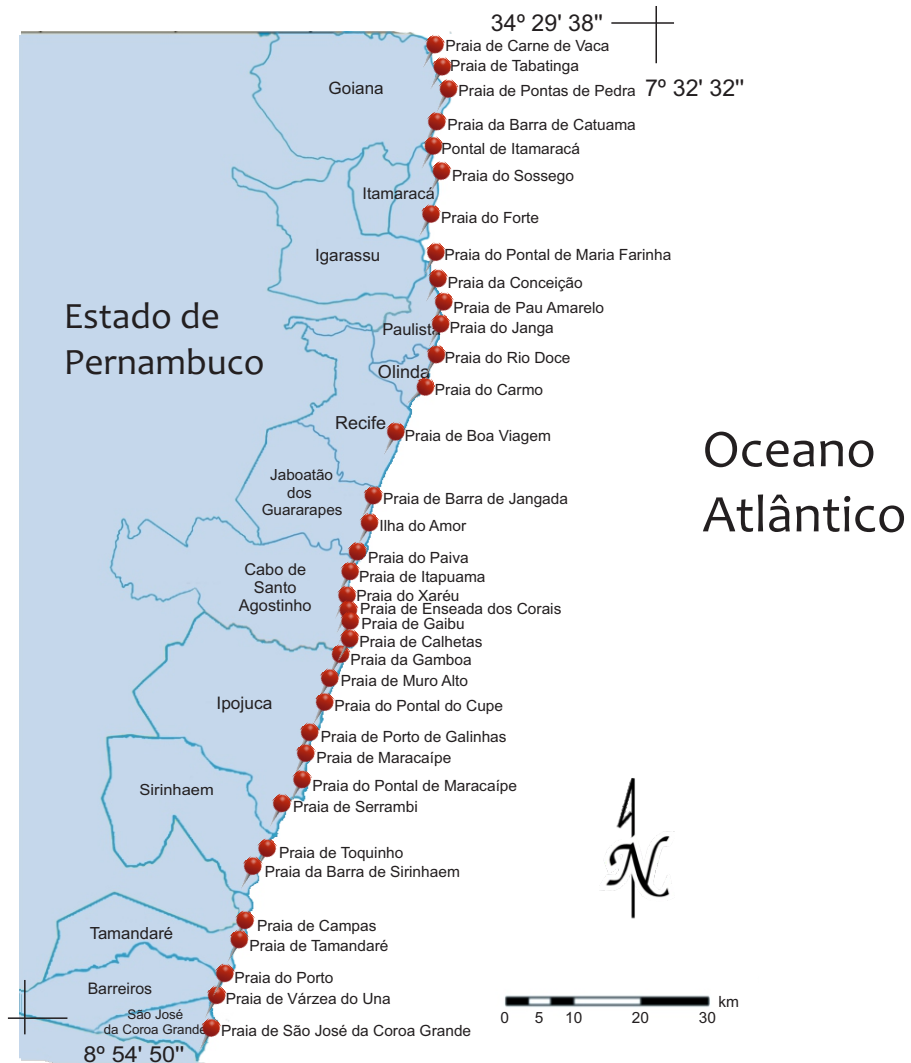 34º 29' 38''
Praia de Carne de Vaca
Praia de Tabatinga
Goiana
Praia de Pontas de Pedra
7º 32' 32''
Praia da Barra de Catuama
Pontal de Itamaracá
Praia do Sossego
Itamaracá
Praia do Forte
Igarassu
Praia do Pontal de Maria Farinha
Praia da Conceição
Praia de Pau Amarelo
Estado de
Pernambuco
Paulista
Praia do Janga
Praia do Rio Doce
Olinda
Praia do Carmo
Recife
Praia de Boa Viagem
Oceano
Atlântico
Jaboatão
dos
Guararapes
Praia de Barra de Jangada
Ilha do Amor
Praia do Paiva
Cabo de
Santo
Agostinho
Praia de Itapuama
Praia do Xaréu
Praia de Enseada dos Corais
Praia de Gaibu
Praia de Calhetas
Praia da Gamboa
Praia de Muro Alto
Ipojuca
Praia do Pontal do Cupe
Praia de Porto de Galinhas
Praia de Maracaípe
Sirinhaem
Praia do Pontal de Maracaípe
Praia de Serrambi
Praia de Toquinho
Praia da Barra de Sirinhaem
N
Praia de Campas
Tamandaré
Praia de Tamandaré
Praia do Porto
Barreiros
Praia de Várzea do Una
São José
da Coroa Grande
Praia de São José da Coroa Grande
8º 54' 50''
km
0 5 10 20 30